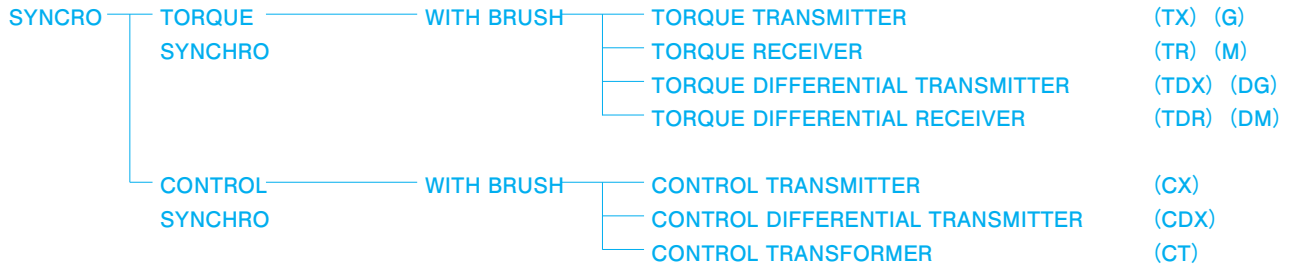 SYNCRO TORQUE WITH BRUSH TORQUE TRANSMITTER (TX) (G)
SYNCHRO TORQUE RECEIVER (TR) (M)
TORQUE DIFFERENTIAL TRANSMITTER (TDX) (DG)
TORQUE DIFFERENTIAL RECEIVER (TDR) (DM)
CONTROL WITH BRUSH CONTROL TRANSMITTER (CX)
SYNCHRO CONTROL DIFFERENTIAL TRANSMITTER (CDX)
CONTROL TRANSFORMER (CT)